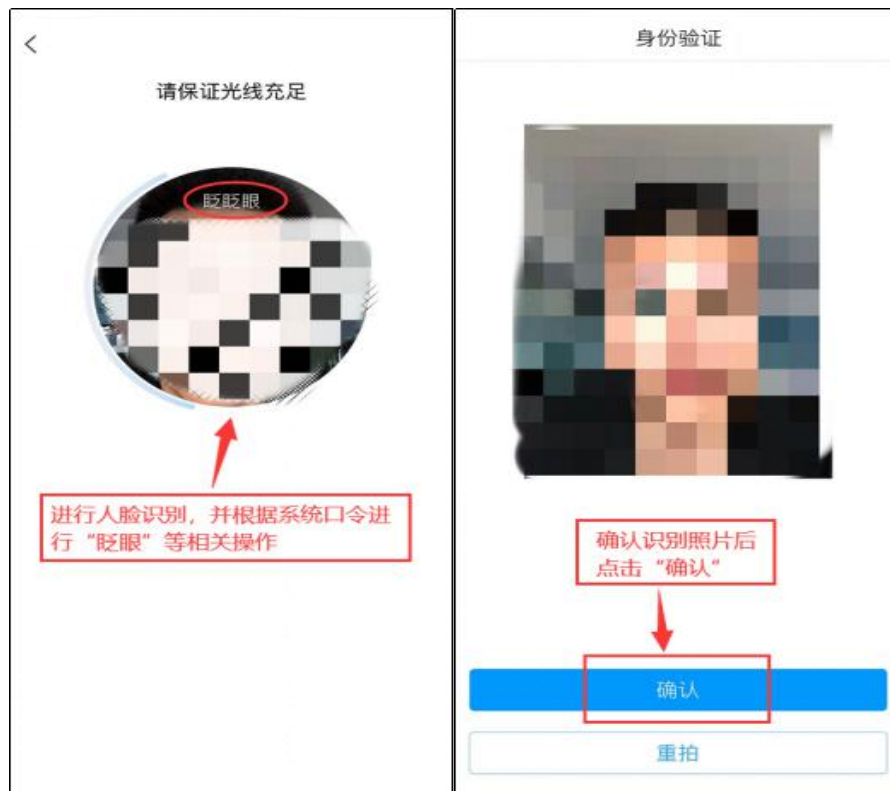 请保证光线充足
眨眨眼
进行人脸识别，并根据系统口令进
行“眨眼”等相关操作
身份验证
确认识别照片后
点击“确认”
确认
重拍